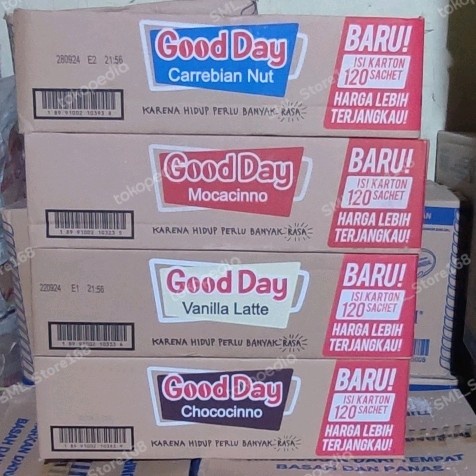 280924 E2 21:56
Good Day
Carrebian Nut
KARENA HIDUP PERLU BANYAK RASA
BARU!
ISI KARTON
120 SACHET
HARGA LEBIH
TERJANGKAU!
Good Day
Mocacinno
KARENA HIDUP PERLU BANYAK RASA
BARU!
ISI KARTON
120 SACHET
HARGA LEBIH
TERJANGKAU!
220924 E1 21:56
Good Day
Vanilla Latte
KARENA HIDUP PERLU BANYAK RASA
BARU!
ISI KARTON
120 SACHET
HARGA LEBIH
TERJANGKAU!
Good Day
Chococinno
KARENA HIDUP PERLU BANYAK RASA
BARU!
ISI KARTON
120 SACHET
HARGA LEBIH
TERJANGKAU!
tokopedia
SML_Store168